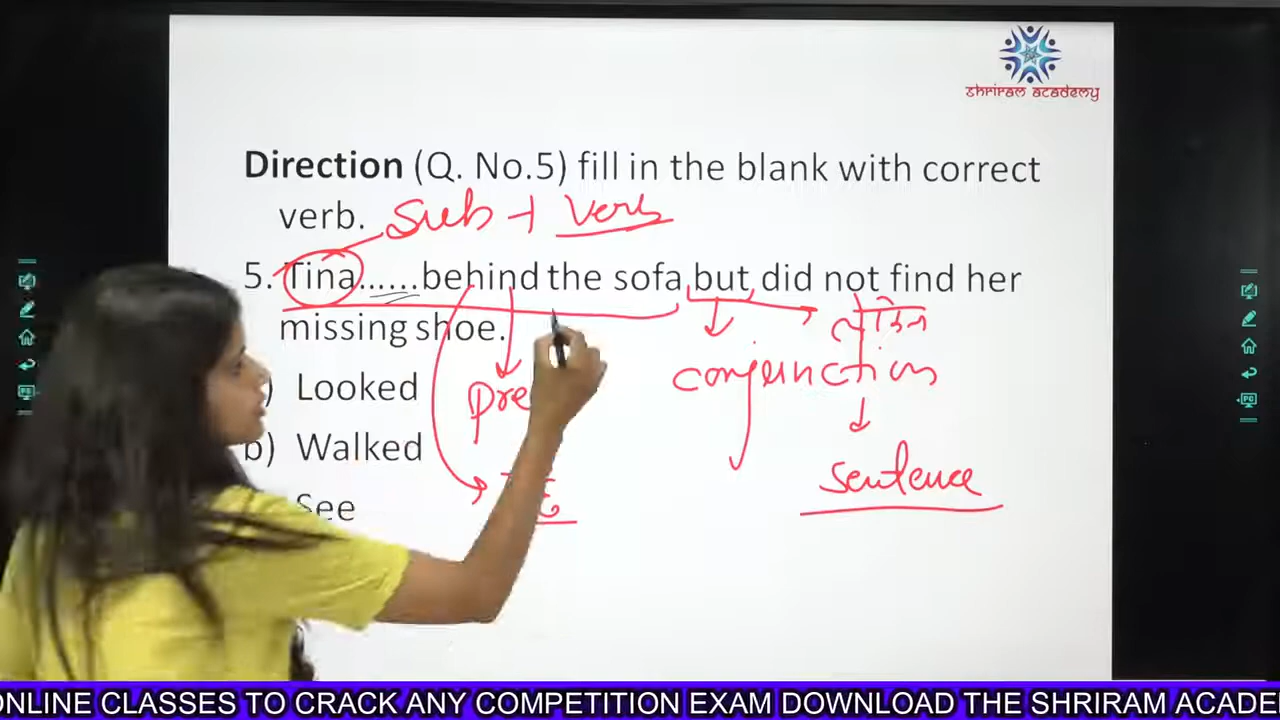 SHRIRAM ACADEMY
Direction (Q. No.5) fill in the blank with correct
verb. Sub + Verb
5. Tina......behind the sofa but did not find her
missing shoe.
लेकिन
Looked
conjunction
pre
b) Walked
sentence
See
ONLINE CLASSES TO CRACK ANY COMPETITION EXAM DOWNLOAD THE SHRIRAM ACADE